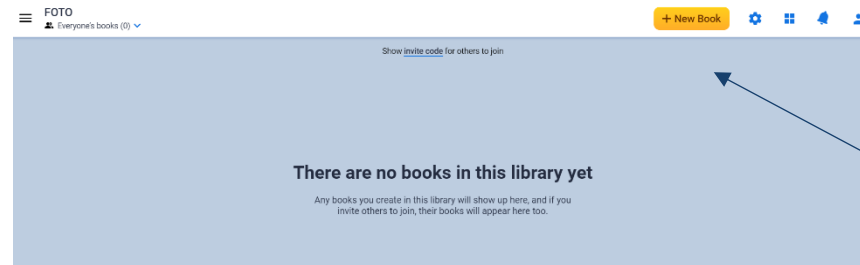 FOTO
Everyone's books (0)
+ New Book
Show invite code for others to join
There are no books in this library yet
Any books you create in this library will show up here, and if you
invite others to join, their books will appear here too.